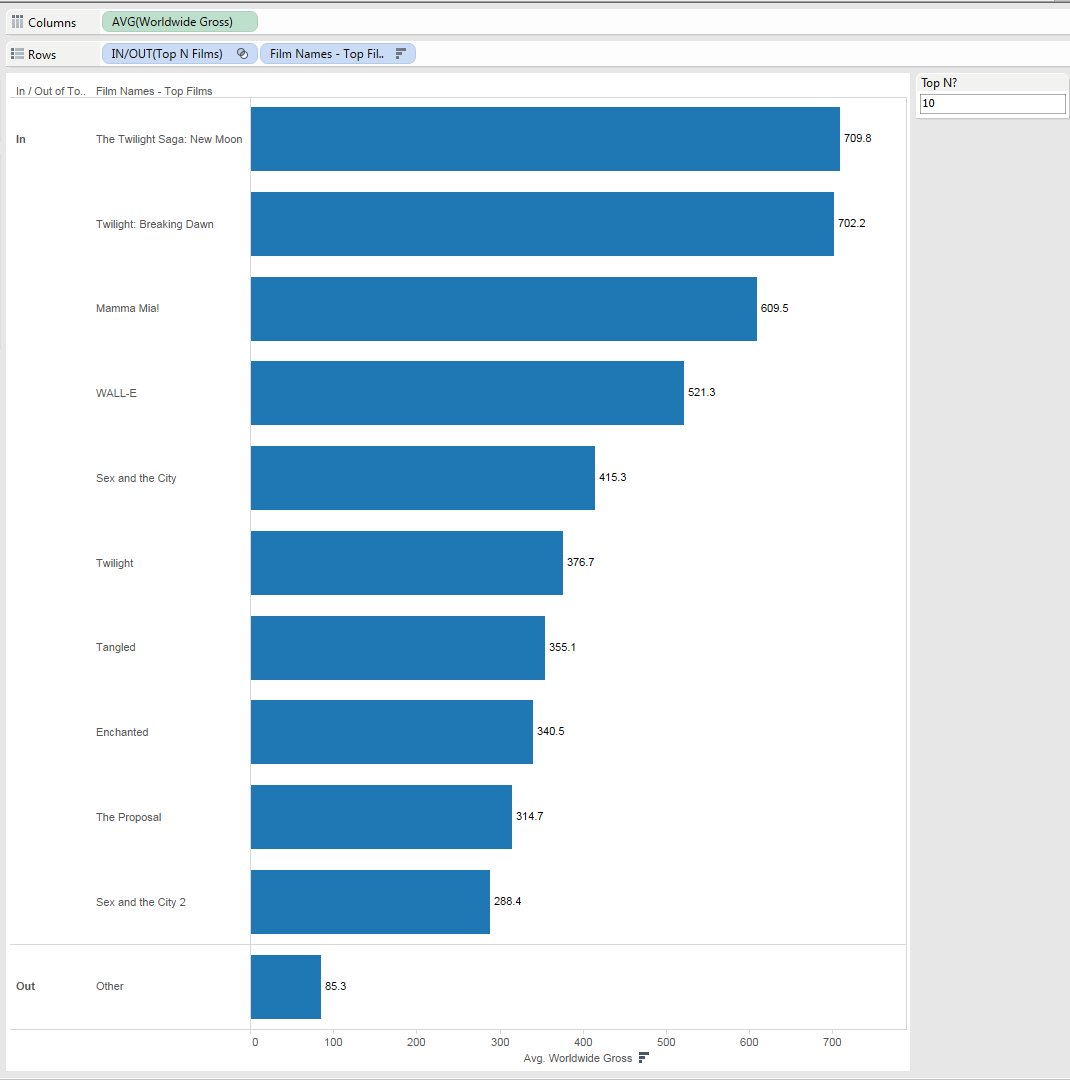 Columns AVG(Worldwide Gross)
Rows IN/OUT(Top N Films) Film Names - Top Fil..
Top N?
10
In / Out of To.. Film Names - Top Films
In The Twilight Saga: New Moon 709.8
Twilight: Breaking Dawn 702.2
Mamma Mia! 609.5
WALL-E 521.3
Sex and the City 415.3
Twilight 376.7
Tangled 355.1
Enchanted 340.5
The Proposal 314.7
Sex and the City 2 288.4
Out Other 85.3
0 100 200 300 400 500 600 700
Avg. Worldwide Gross